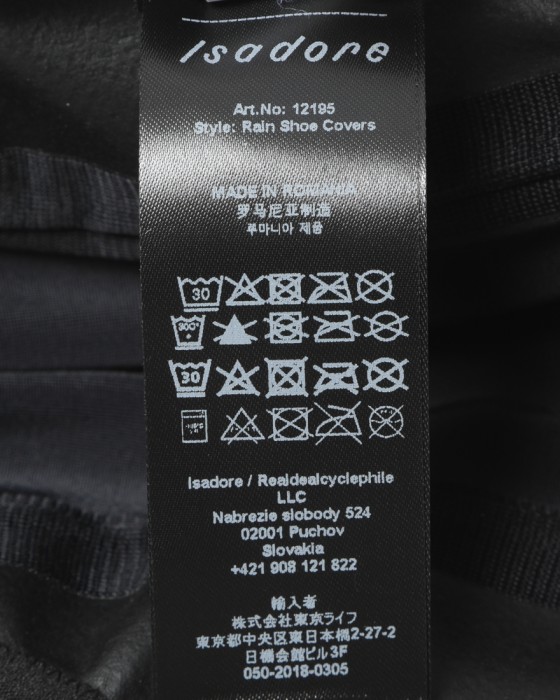 Isadore
Art.No: 12195
Style: Rain Shoe Covers
MADE IN ROMANIA
罗马尼亚制造
루마니아 제품
30
30
Isadore / Realdealcyclephile
LLC
Nabrezie slobody 524
02001 Puchov
Slovakia
+421 908 121 822
輸入者
株式会社東京ライフ
東京都中央区東日本橋2-27-2
日機会館ビル3F
050-2018-0305